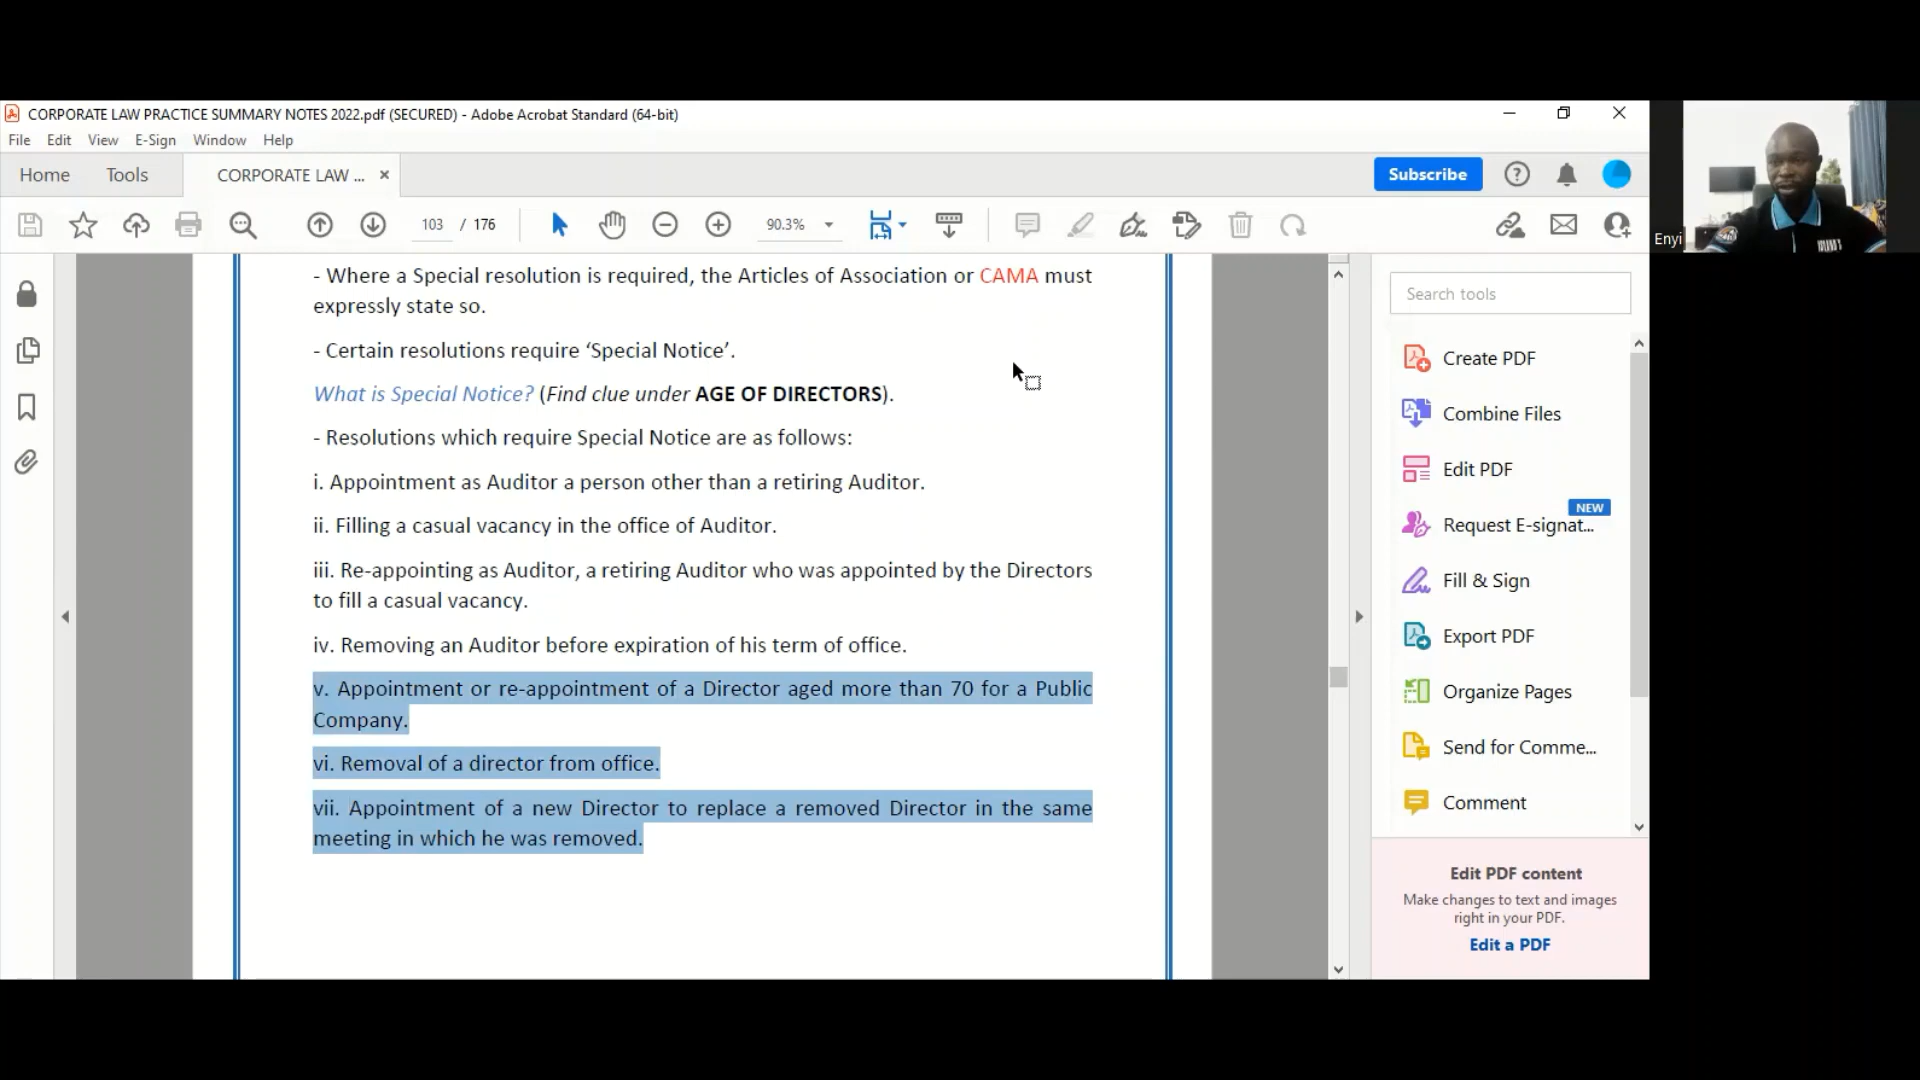 CORPORATE LAW PRACTICE SUMMARY NOTES 2022.pdf (SECURED) - Adobe Acrobat Standard (64-bit)
File Edit View E-Sign Window Help
Home Tools CORPORATE LAW ... Subscribe
103 / 176 90.3%
Enyi
- Where a Special resolution is required, the Articles of Association or CAMA must
expressly state so.
- Certain resolutions require ‘Special Notice’.
What is Special Notice? (Find clue under AGE OF DIRECTORS).
- Resolutions which require Special Notice are as follows:
i. Appointment as Auditor a person other than a retiring Auditor.
ii. Filling a casual vacancy in the office of Auditor.
iii. Re-appointing as Auditor, a retiring Auditor who was appointed by the Directors
to fill a casual vacancy.
iv. Removing an Auditor before expiration of his term of office.
v. Appointment or re-appointment of a Director aged more than 70 for a Public
Company.
vi. Removal of a director from office.
vii. Appointment of a new Director to replace a removed Director in the same
meeting in which he was removed.
Search tools
Create PDF
Combine Files
Edit PDF
NEW
Request E-signat...
Fill & Sign
Export PDF
Organize Pages
Send for Comme...
Comment
Edit PDF content
Make changes to text and images
right in your PDF.
Edit a PDF